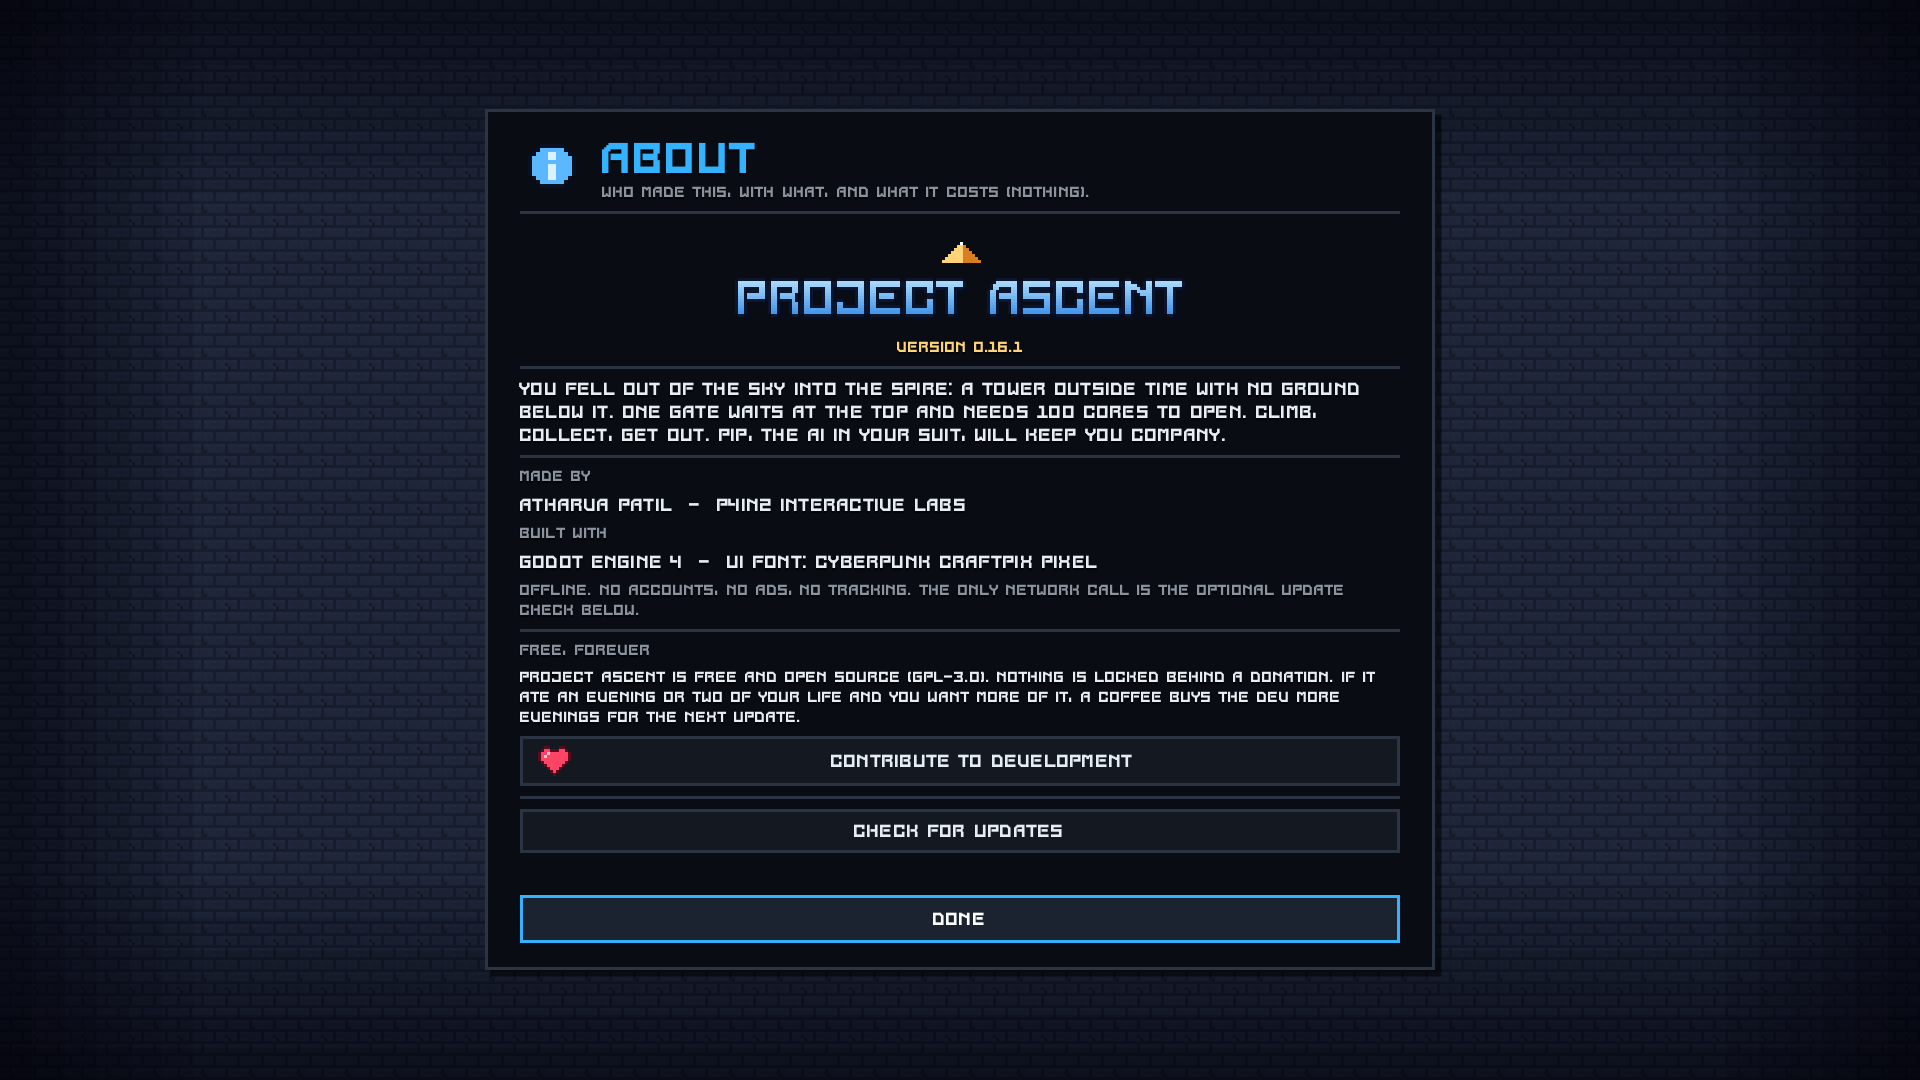 ABOUT
WHO MADE THIS, WITH WHAT, AND WHAT IT COSTS (NOTHING).
PROJECT ASCENT
VERSION 0.16.1
YOU FELL OUT OF THE SKY INTO THE SPIRE: A TOWER OUTSIDE TIME WITH NO GROUND
BELOW IT. ONE GATE WAITS AT THE TOP AND NEEDS 100 CORES TO OPEN. CLIMB,
COLLECT, GET OUT. PIP, THE AI IN YOUR SUIT, WILL KEEP YOU COMPANY.
MADE BY
ATHARVA PATIL - P4IN2 INTERACTIVE LABS
BUILT WITH
GODOT ENGINE 4 - UI FONT: CYBERPUNK CRAFTPIX PIXEL
OFFLINE. NO ACCOUNTS, NO ADS, NO TRACKING. THE ONLY NETWORK CALL IS THE OPTIONAL UPDATE
CHECK BELOW.
FREE, FOREVER
PROJECT ASCENT IS FREE AND OPEN SOURCE (GPL-3.0). NOTHING IS LOCKED BEHIND A DONATION. IF IT
ATE AN EVENING OR TWO OF YOUR LIFE AND YOU WANT MORE OF IT, A COFFEE BUYS THE DEV MORE
EVENINGS FOR THE NEXT UPDATE.
CONTRIBUTE TO DEVELOPMENT
CHECK FOR UPDATES
DONE